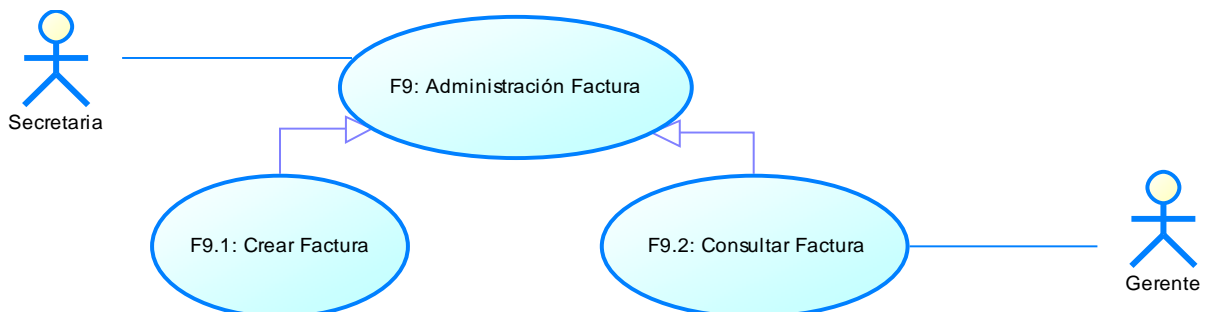 F9: Administración Factura
Secretaria
F9.1: Crear Factura
F9.2: Consultar Factura
Gerente